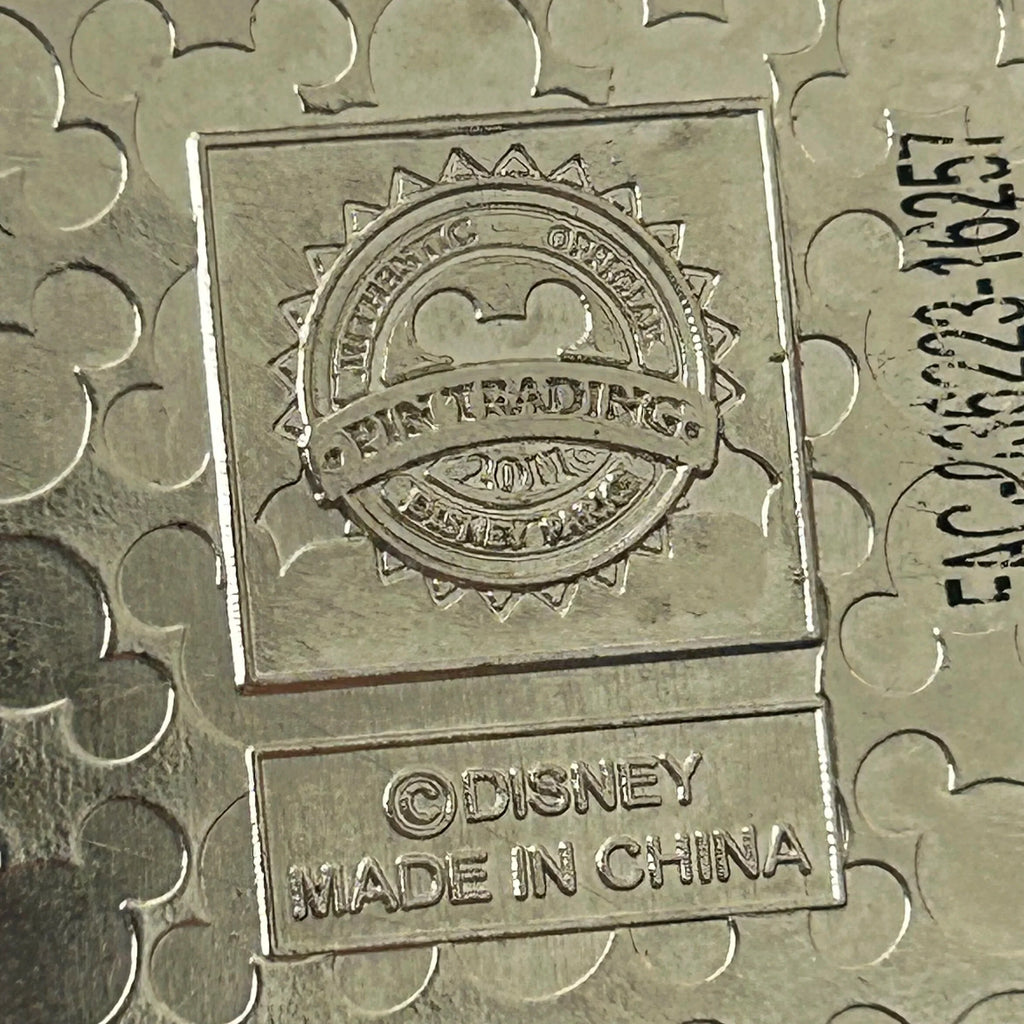 AUTHENTIC OFFICIAL
PIN TRADING
2011
DISNEY PARKS
©DISNEY
MADE IN CHINA